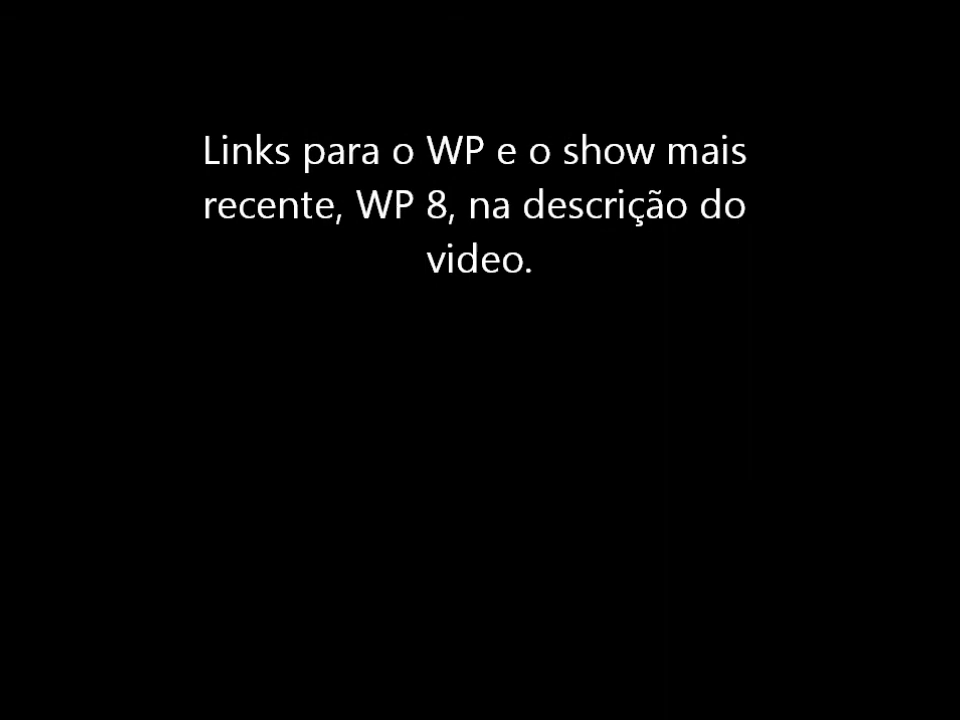 Links para o WP e o show mais
recente, WP 8, na descrição do
video.